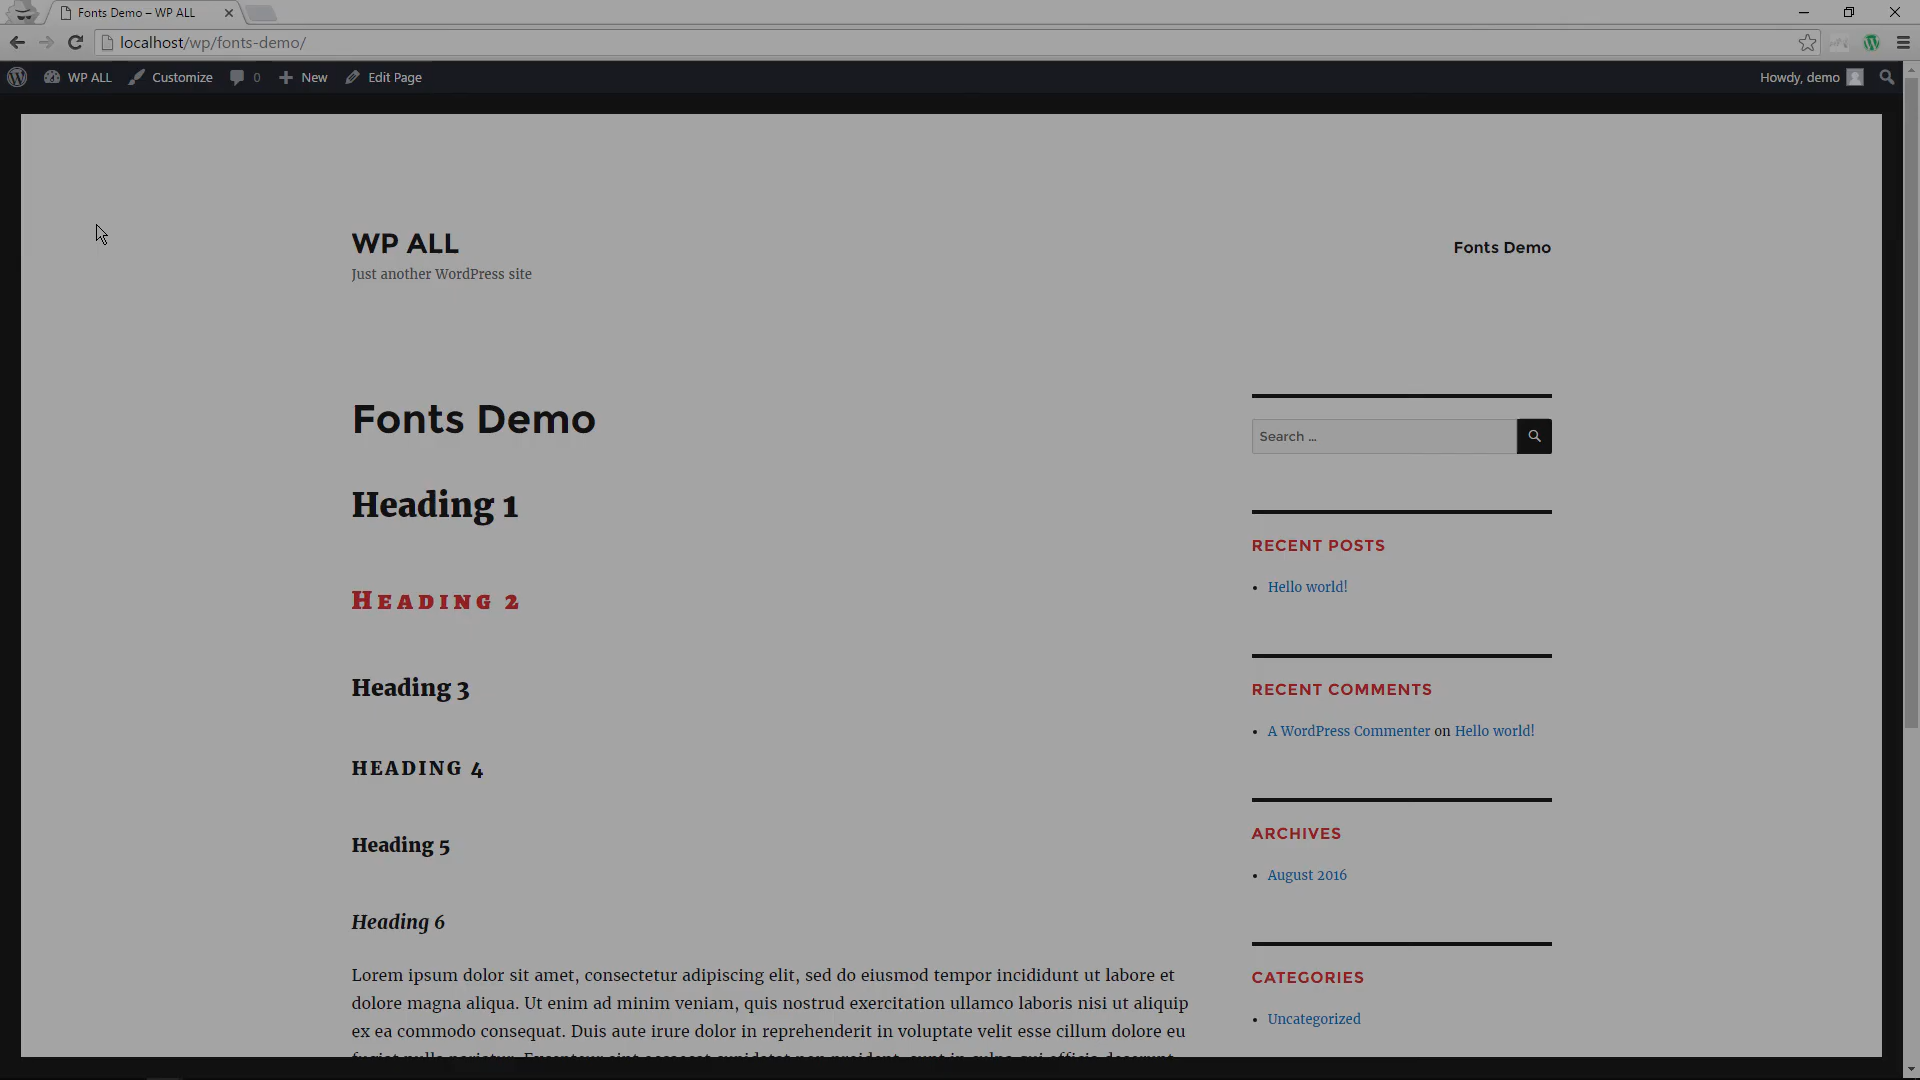 Fonts Demo – WP ALL
localhost/wp/fonts-demo/
WP ALL
Customize
0
New
Edit Page
Howdy, demo
WP ALL
Just another WordPress site
Fonts Demo
Fonts Demo
Heading 1
HEADING 2
Heading 3
HEADING 4
Heading 5
Heading 6
Lorem ipsum dolor sit amet, consectetur adipiscing elit, sed do eiusmod tempor incididunt ut labore et
dolore magna aliqua. Ut enim ad minim veniam, quis nostrud exercitation ullamco laboris nisi ut aliquip
ex ea commodo consequat. Duis aute irure dolor in reprehenderit in voluptate velit esse cillum dolore eu
Search ...
RECENT POSTS
Hello world!
RECENT COMMENTS
A WordPress Commenter on Hello world!
ARCHIVES
August 2016
CATEGORIES
Uncategorized